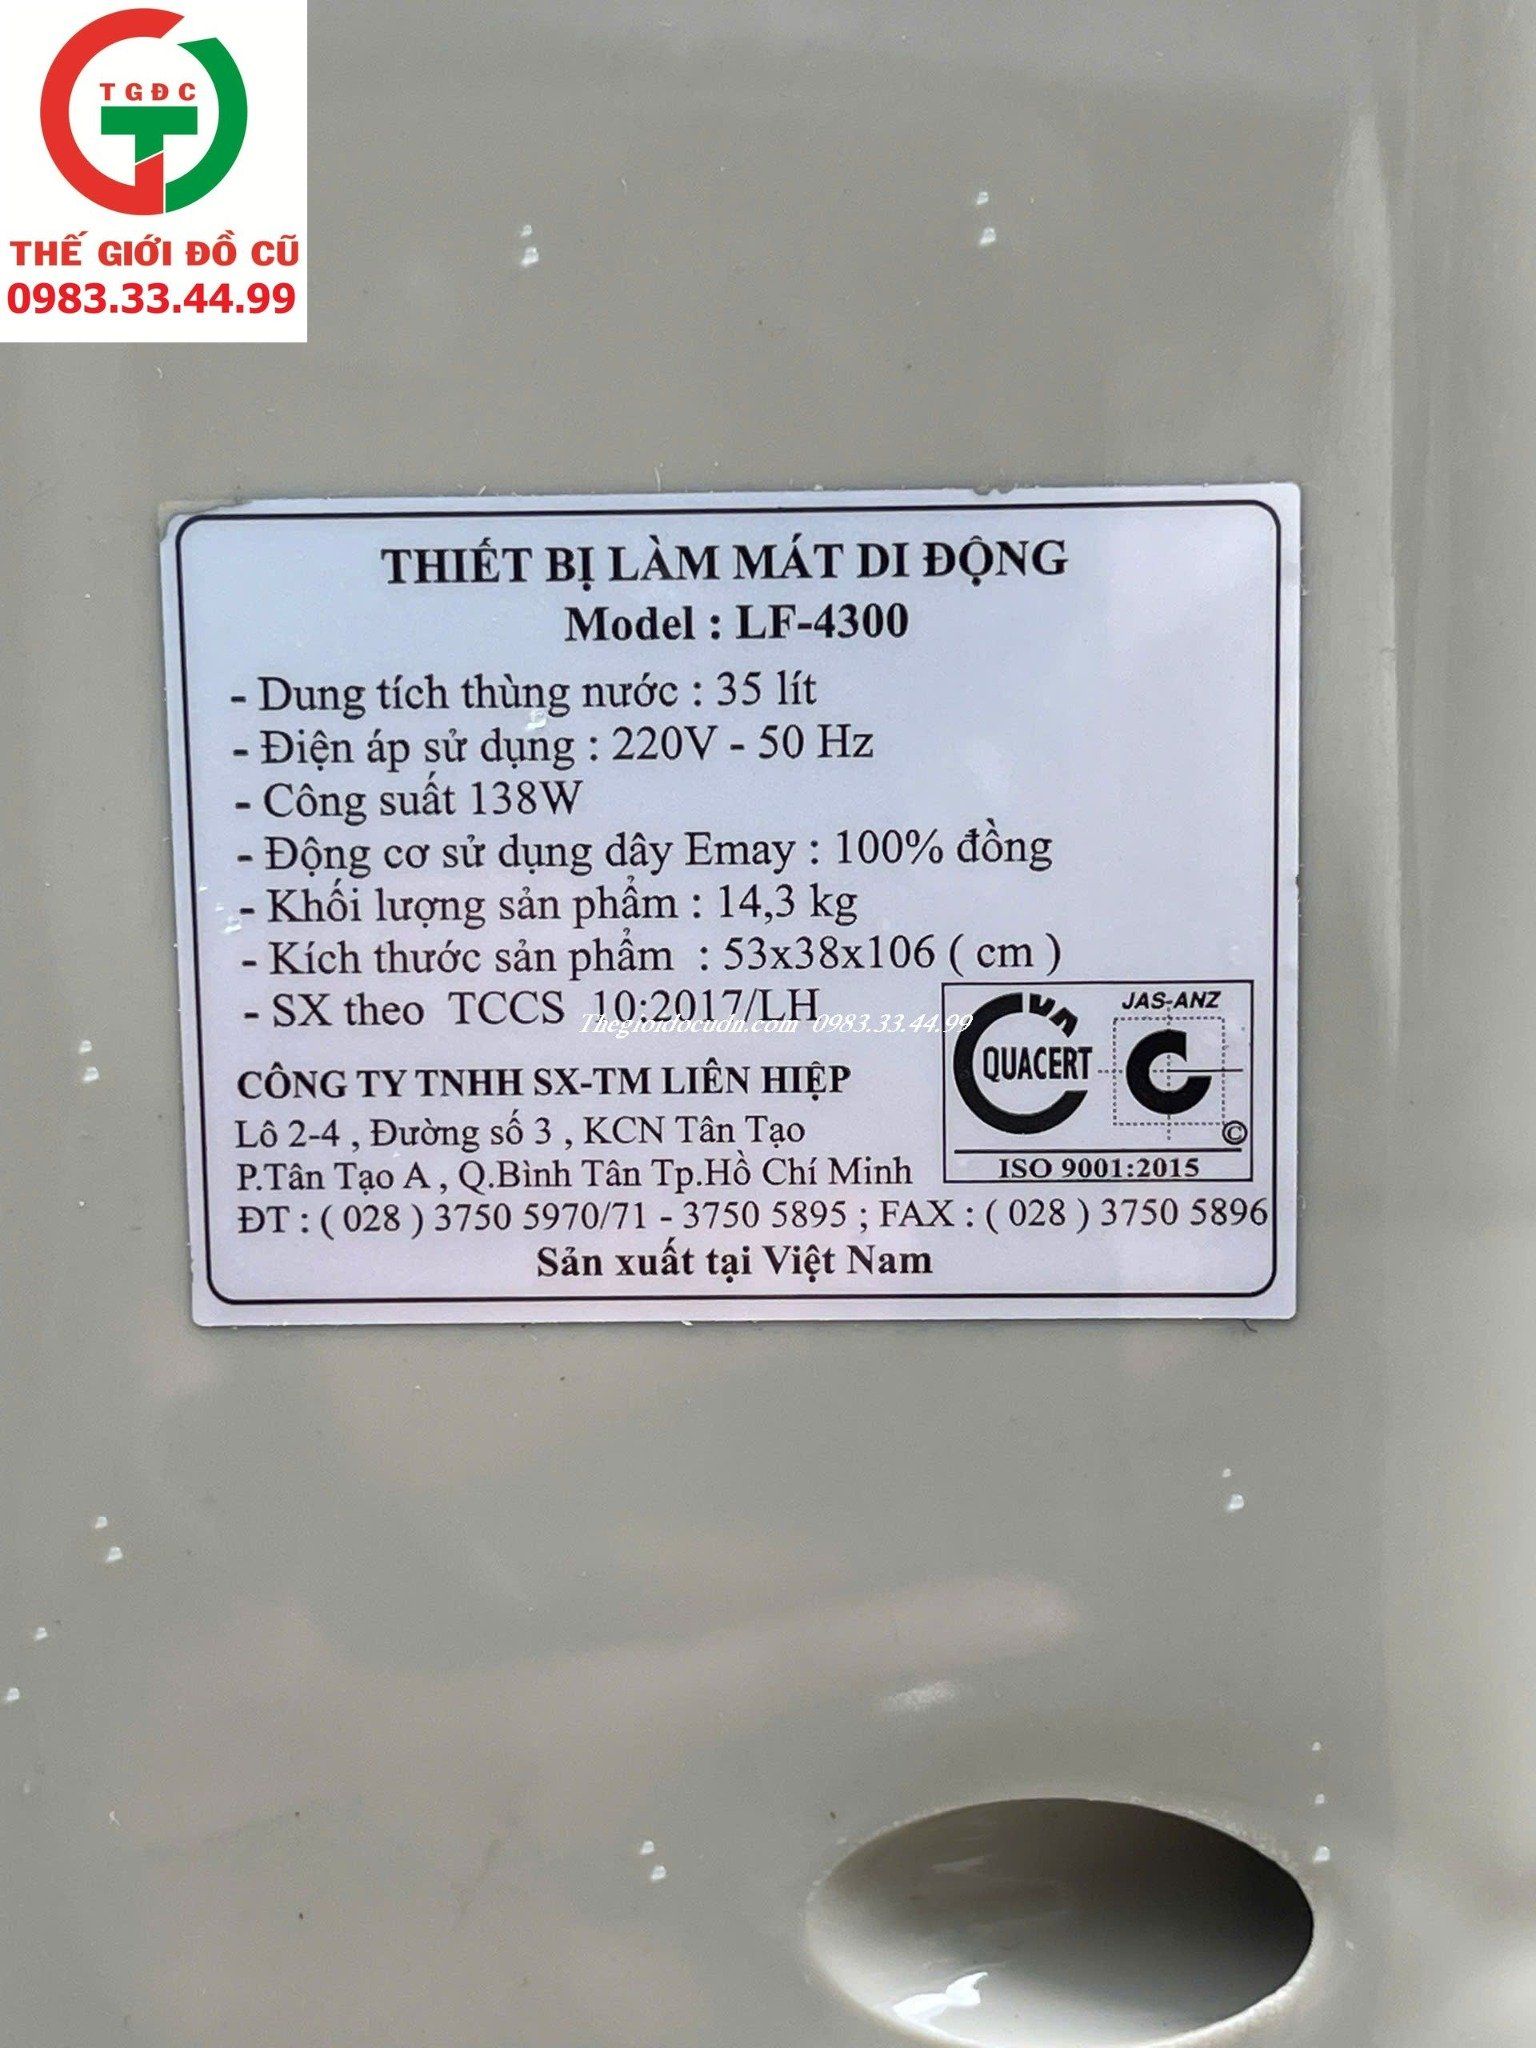 TGĐC
THẾ GIỚI ĐỒ CŨ
0983.33.44.99
THIẾT BỊ LÀM MÁT DI ĐỘNG
Model : LF-4300
- Dung tích thùng nước : 35 lít
- Điện áp sử dụng : 220V - 50 Hz
- Công suất 138W
- Động cơ sử dụng dây Emay : 100% đồng
- Khối lượng sản phẩm : 14,3 kg
- Kích thước sản phẩm : 53x38x106 ( cm )
- SX theo TCCS 10:2017/LH
Thegioidocudn.com 0983.33.44.99
JAS-ANZ
QUACERT
©
ISO 9001:2015
CÔNG TY TNHH SX-TM LIÊN HIỆP
Lô 2-4 , Đường số 3 , KCN Tân Tạo
P.Tân Tạo A , Q.Bình Tân Tp.Hồ Chí Minh
ĐT : ( 028 ) 3750 5970/71 - 3750 5895 ; FAX : ( 028 ) 3750 5896
Sản xuất tại Việt Nam